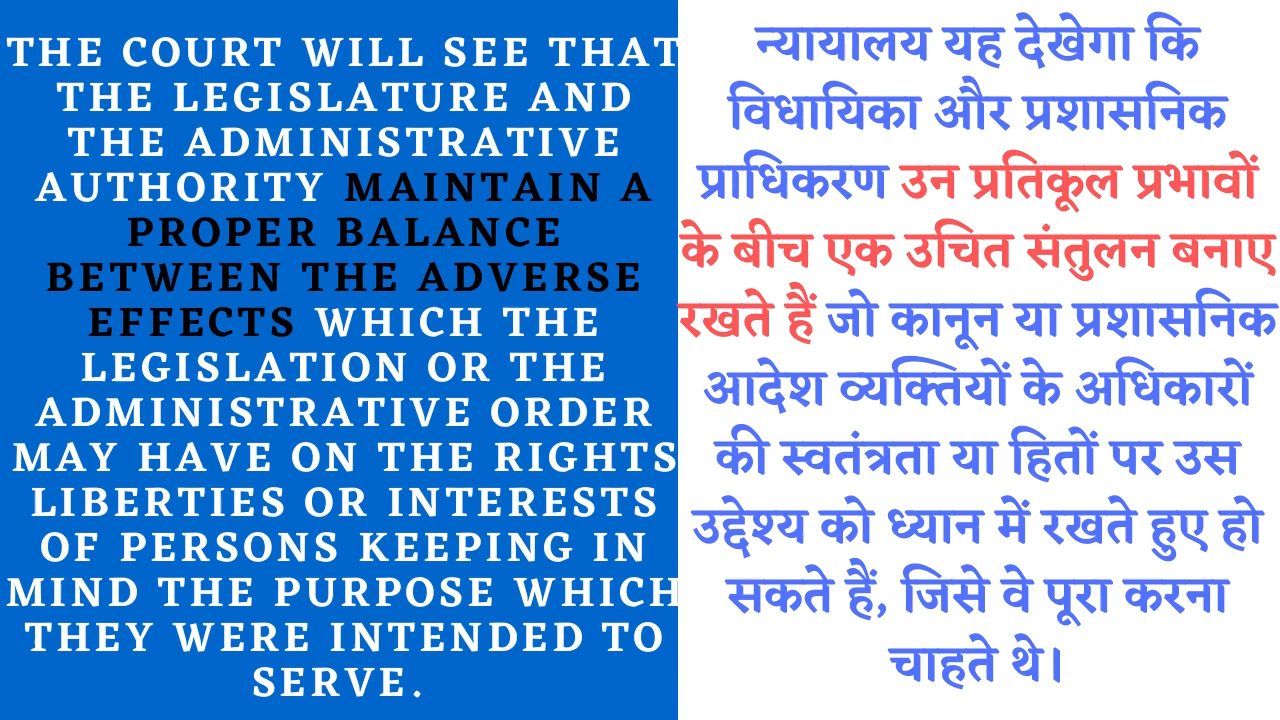 THE COURT WILL SEE THAT
THE LEGISLATURE AND
THE ADMINISTRATIVE
AUTHORITY MAINTAIN A
PROPER BALANCE
BETWEEN THE ADVERSE
EFFECTS WHICH THE
LEGISLATION OR THE
ADMINISTRATIVE ORDER
MAY HAVE ON THE RIGHTS
LIBERTIES OR INTERESTS
OF PERSONS KEEPING IN
MIND THE PURPOSE WHICH
THEY WERE INTENDED TO
SERVE.
न्यायालय यह देखेगा कि
विधायिका और प्रशासनिक
प्राधिकरण उन प्रतिकूल प्रभावों
के बीच एक उचित संतुलन बनाए
रखते हैं जो कानून या प्रशासनिक
आदेश व्यक्तियों के अधिकारों
की स्वतंत्रता या हितों पर उस
उद्देश्य को ध्यान में रखते हुए हो
सकते हैं, जिसे वे पूरा करना
चाहते थे।